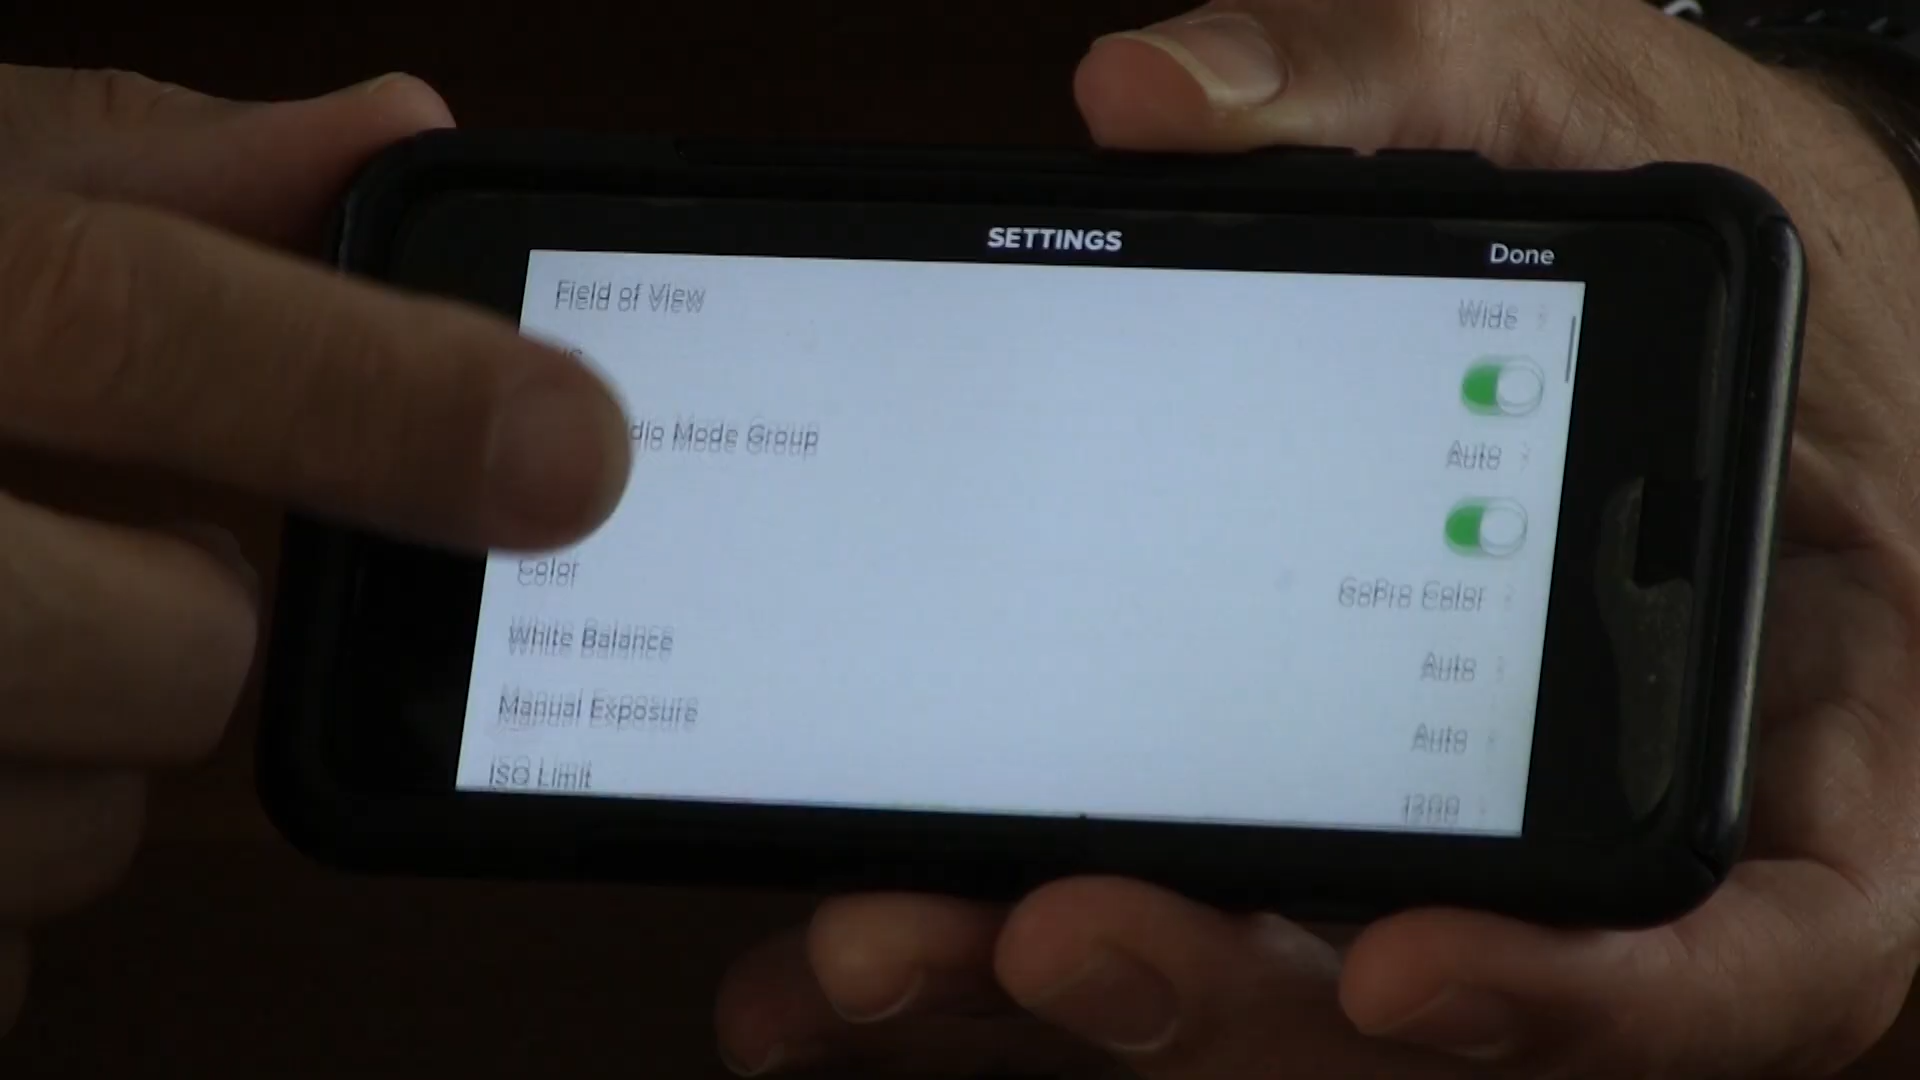 SETTINGS
Done
Field of View
Wide
Mode Group
Auto
Color
GoPro Color
White Balance
Auto
Manual Exposure
Auto
ISO Limit
1200